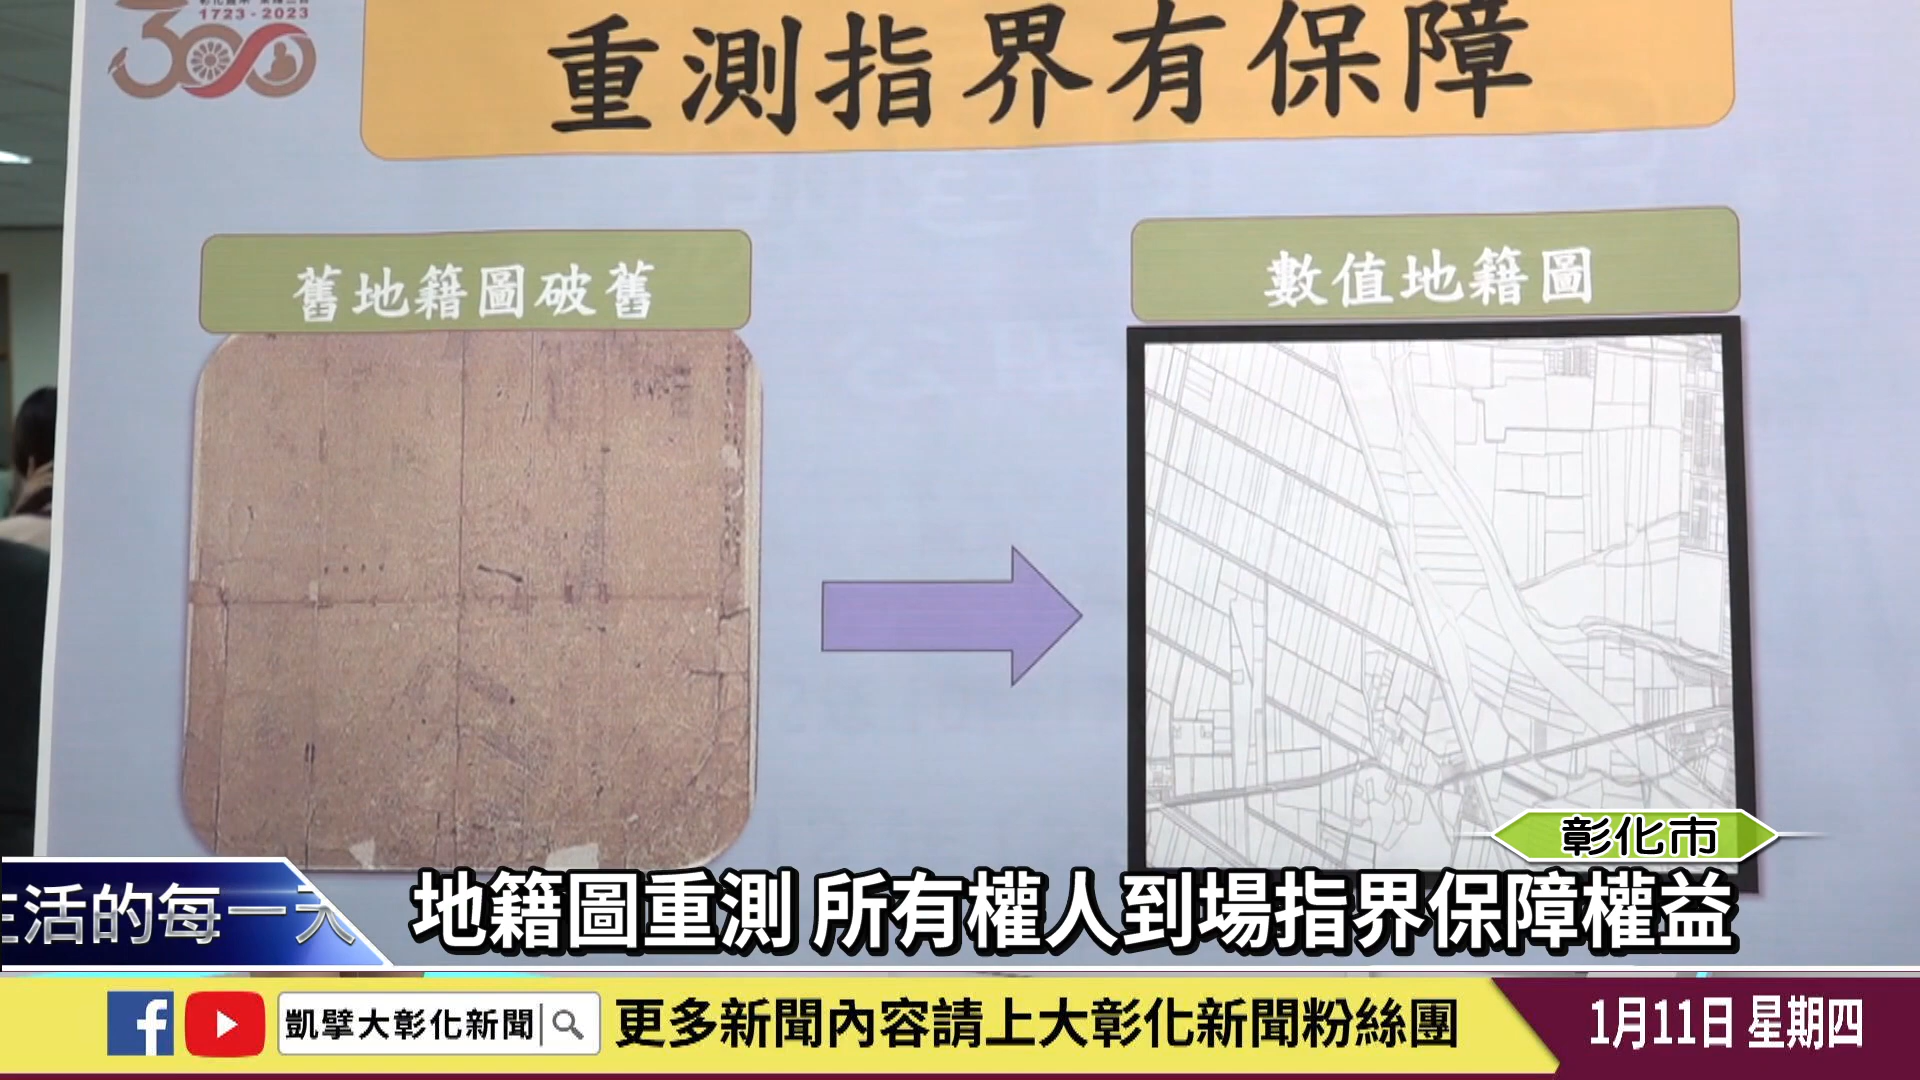 1723-2023
重測指界有保障
舊地籍圖破舊
數值地籍圖
彰化市
活的每一天
地籍圖重測 所有權人到場指界保障權益
凱擘大彰化新聞
更多新聞內容請上大彰化新聞粉絲團
1月11日 星期四